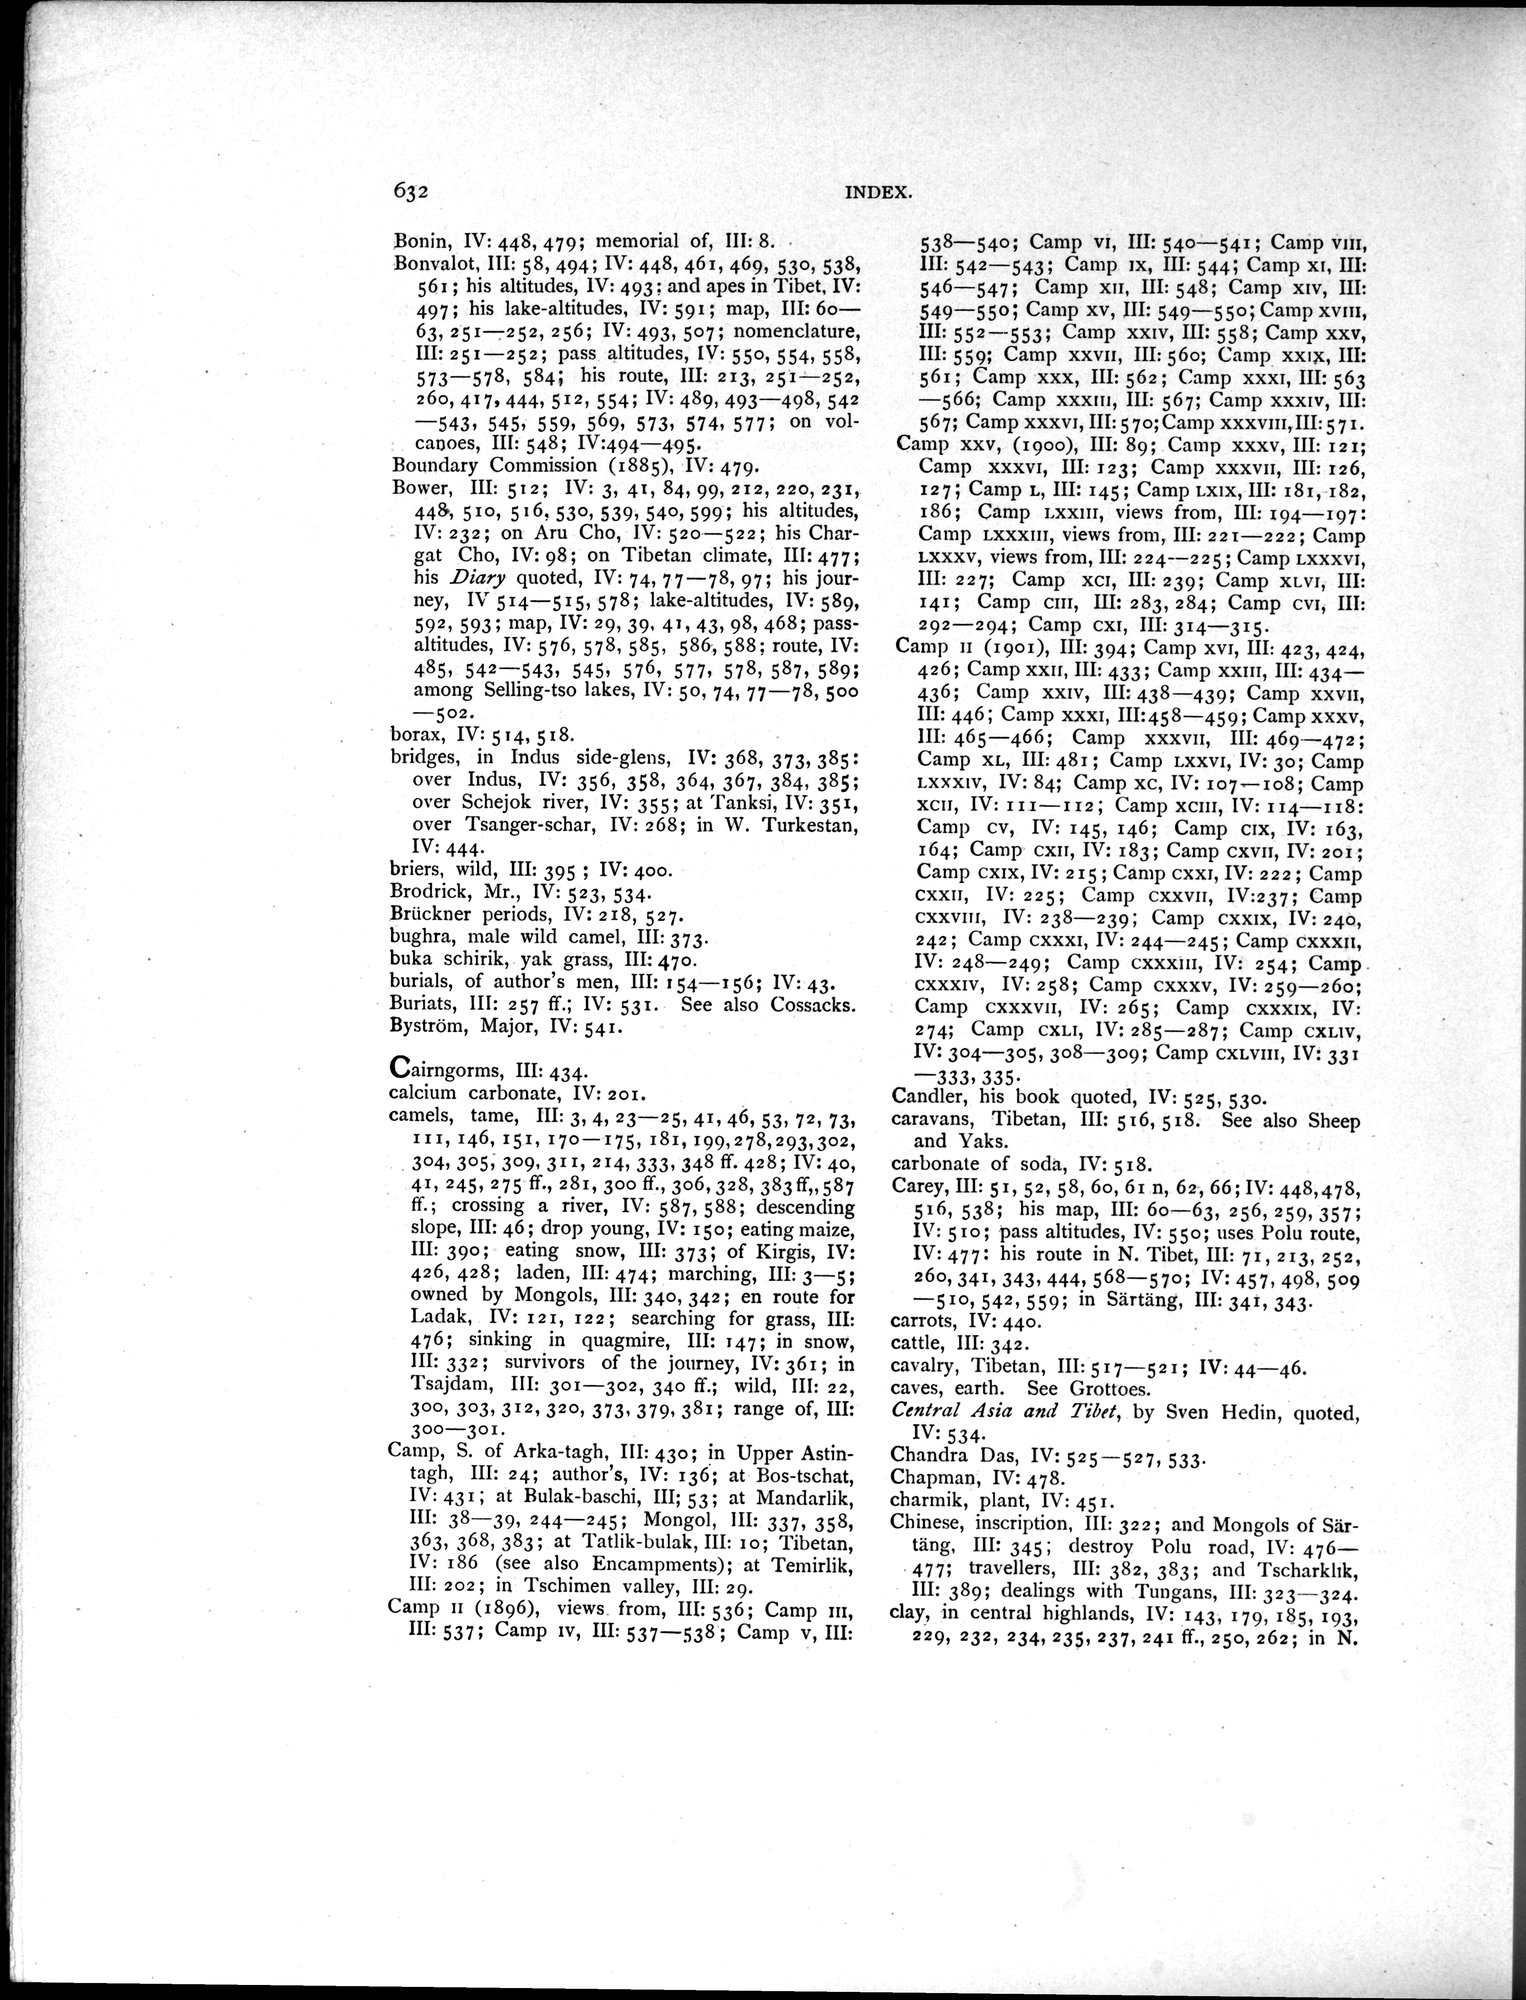 632
INDEX.
Bonin, IV: 448, 479; memorial of, III: 8.
Bonvalot, III: 58, 494; IV: 448, 461, 469, 530, 538,
561; his altitudes, IV: 493; and apes in Tibet, IV:
497; his lake-altitudes, IV: 591; map, III: 60—
63, 251—252, 256; IV: 493, 507; nomenclature,
III: 251—252; pass altitudes, IV: 550, 554, 558,
573—578, 584; his route, III: 213, 251—252,
260, 417, 444, 512, 554; IV: 489, 493—498, 542
—543, 545, 559, 569, 573, 574, 577; on vol-
canoes, III: 548; IV:494—495.
Boundary Commission (1885), IV: 479.
Bower, III: 512; IV: 3, 41, 84, 99, 212, 220, 231,
448, 510, 516, 530, 539, 540, 599; his altitudes,
IV: 232; on Aru Cho, IV: 520—522; his Char-
gat Cho, IV: 98; on Tibetan climate, III: 477;
his Diary quoted, IV: 74, 77—78, 97; his jour-
ney, IV 514—515, 578; lake-altitudes, IV: 589,
592, 593; map, IV: 29, 39, 41, 43, 98, 468; pass-
altitudes, IV: 576, 578, 585, 586, 588; route, IV:
485, 542—543, 545, 576, 577, 578, 587, 589;
among Selling-tso lakes, IV: 50, 74, 77—78, 500
—502.
borax, IV: 514, 518.
bridges, in Indus side-glens, IV: 368, 373, 385:
over Indus, IV: 356, 358, 364, 367, 384, 385;
over Schejok river, IV: 355; at Tanksi, IV: 351,
over Tsanger-schar, IV: 268; in W. Turkestan,
IV: 444.
briers, wild, III: 395 ; IV: 400.
Brodrick, Mr., IV: 523, 534.
Brückner periods, IV: 218, 527.
bughra, male wild camel, III: 373.
buka schirik, yak grass, III: 470.
burials, of author's men, III: 154—156; IV: 43.
Buriats, III: 257 ff.; IV: 531. See also Cossacks.
Byström, Major, IV: 541.
Cairngorms, III: 434.
calcium carbonate, IV: 201.
camels, tame, III: 3, 4, 23—25, 41, 46, 53, 72, 73,
111, 146, 151, 170—175, 181, 199, 278, 293, 302,
304, 305, 309, 311, 214, 333, 348 ff. 428; IV: 40,
41, 245, 275 ff., 281, 300 ff., 306, 328, 383 ff,, 587
ff.; crossing a river, IV: 587, 588; descending
slope, III: 46; drop young, IV: 150; eating maize,
III: 390; eating snow, III: 373; of Kirgis, IV:
426, 428; laden, III: 474; marching, III: 3—5;
owned by Mongols, III: 340, 342; en route for
Ladak, IV: 121, 122; searching for grass, III:
476; sinking in quagmire, III: 147; in snow,
III: 332; survivors of the journey, IV: 361; in
Tsajdam, III: 301—302, 340 ff.; wild, III: 22,
300, 303, 312, 320, 373, 379, 381; range of, III:
300—301.
Camp, S. of Arka-tagh, III: 430; in Upper Astin-
tagh, III: 24; author's, IV: 136; at Bos-tschat,
IV: 431; at Bulak-baschi, III; 53; at Mandarlik,
III: 38—39, 244—245; Mongol, III: 337, 358,
363, 368, 383; at Tatlik-bulak, III: 10; Tibetan,
IV: 186 (see also Encampments); at Temirlik,
III: 202; in Tschimen valley, III: 29.
Camp II (1896), views from, III: 536; Camp III,
III: 537; Camp IV, III: 537—538; Camp V, III:
538—540; Camp VI, III: 540—541; Camp VIII,
III: 542—543; Camp IX, III: 544; Camp XI, III:
546—547; Camp XII, III: 548; Camp XIV, III:
549—550; Camp XV, III: 549—550; Camp XVIII,
III: 552—553; Camp XXIV, III: 558; Camp XXV,
III: 559; Camp XXVII, III: 560; Camp XXIX, III:
561; Camp XXX, III: 562; Camp XXXI, III: 563
—566; Camp XXXIII, III: 567; Camp XXXIV, III:
567; Camp XXXVI, III: 570; Camp XXXVIII, III: 571.
Camp XXV, (1900), III: 89; Camp XXXV, III: 121;
Camp XXXVI, III: 123; Camp XXXVII, III: 126,
127; Camp L, III: 145; Camp LXIX, III: 181, 182,
186; Camp LXXIII, views from, III: 194—197:
Camp LXXXIII, views from, III: 221—222; Camp
LXXXV, views from, III: 224—225; Camp LXXXVI,
III: 227; Camp XCI, III: 239; Camp XLVI, III:
141; Camp CIII, III: 283, 284; Camp CVI, III:
292—294; Camp CXI, III: 314—315.
Camp II (1901), III: 394; Camp XVI, III: 423, 424,
426; Camp XXII, III: 433; Camp XXIII, III: 434—
436; Camp XXIV, III: 438—439; Camp XXVII,
III: 446; Camp XXXI, III:458—459; Camp XXXV,
III: 465—466; Camp XXXVII, III: 469—472;
Camp XL, III: 481; Camp LXXVI, IV: 30; Camp
LXXXIV, IV: 84; Camp XC, IV: 107—108; Camp
XCII, IV: 111—112; Camp XCIII, IV: 114—118:
Camp CV, IV: 145, 146; Camp CIX, IV: 163,
164; Camp CXII, IV: 183; Camp CXVII, IV: 201;
Camp CXIX, IV: 215; Camp CXXI, IV: 222; Camp
CXXII, IV: 225; Camp CXXVII, IV:237; Camp
CXXVIII, IV: 238—239; Camp CXXIX, IV: 240,
242; Camp CXXXI, IV: 244—245; Camp CXXXII,
IV: 248—249; Camp CXXXIII, IV: 254; Camp
CXXXIV, IV: 258; Camp CXXXV, IV: 259—260;
Camp CXXXVII, IV: 265; Camp CXXXIX, IV:
274; Camp CXLI, IV: 285—287; Camp CXLIV,
IV: 304—305, 308—309; Camp CXLVIII, IV: 331
—333, 335.
Candler, his book quoted, IV: 525, 530.
caravans, Tibetan, III: 516, 518. See also Sheep
and Yaks.
carbonate of soda, IV: 518.
Carey, III: 51, 52, 58, 60, 61 n, 62, 66; IV: 448, 478,
516, 538; his map, III: 60—63, 256, 259, 357;
IV: 510; pass altitudes, IV: 550; uses Polu route,
IV: 477: his route in N. Tibet, III: 71, 213, 252,
260, 341, 343, 444, 568—570; IV: 457, 498, 509
—510, 542, 559; in Särtäng, III: 341, 343.
carrots, IV: 440.
cattle, III: 342.
cavalry, Tibetan, III: 517—521; IV: 44—46.
caves, earth. See Grottoes.
Central Asia and Tibet, by Sven Hedin, quoted,
IV: 534.
Chandra Das, IV: 525—527, 533.
Chapman, IV: 478.
charmik, plant, IV: 451.
Chinese, inscription, III: 322; and Mongols of Sär-
täng, III: 345; destroy Polu road, IV: 476—
477; travellers, III: 382, 383; and Tscharklik,
III: 389; dealings with Tungans, III: 323—324.
clay, in central highlands, IV: 143, 179, 185, 193,
229, 232, 234, 235, 237, 241 ff., 250, 262; in N.